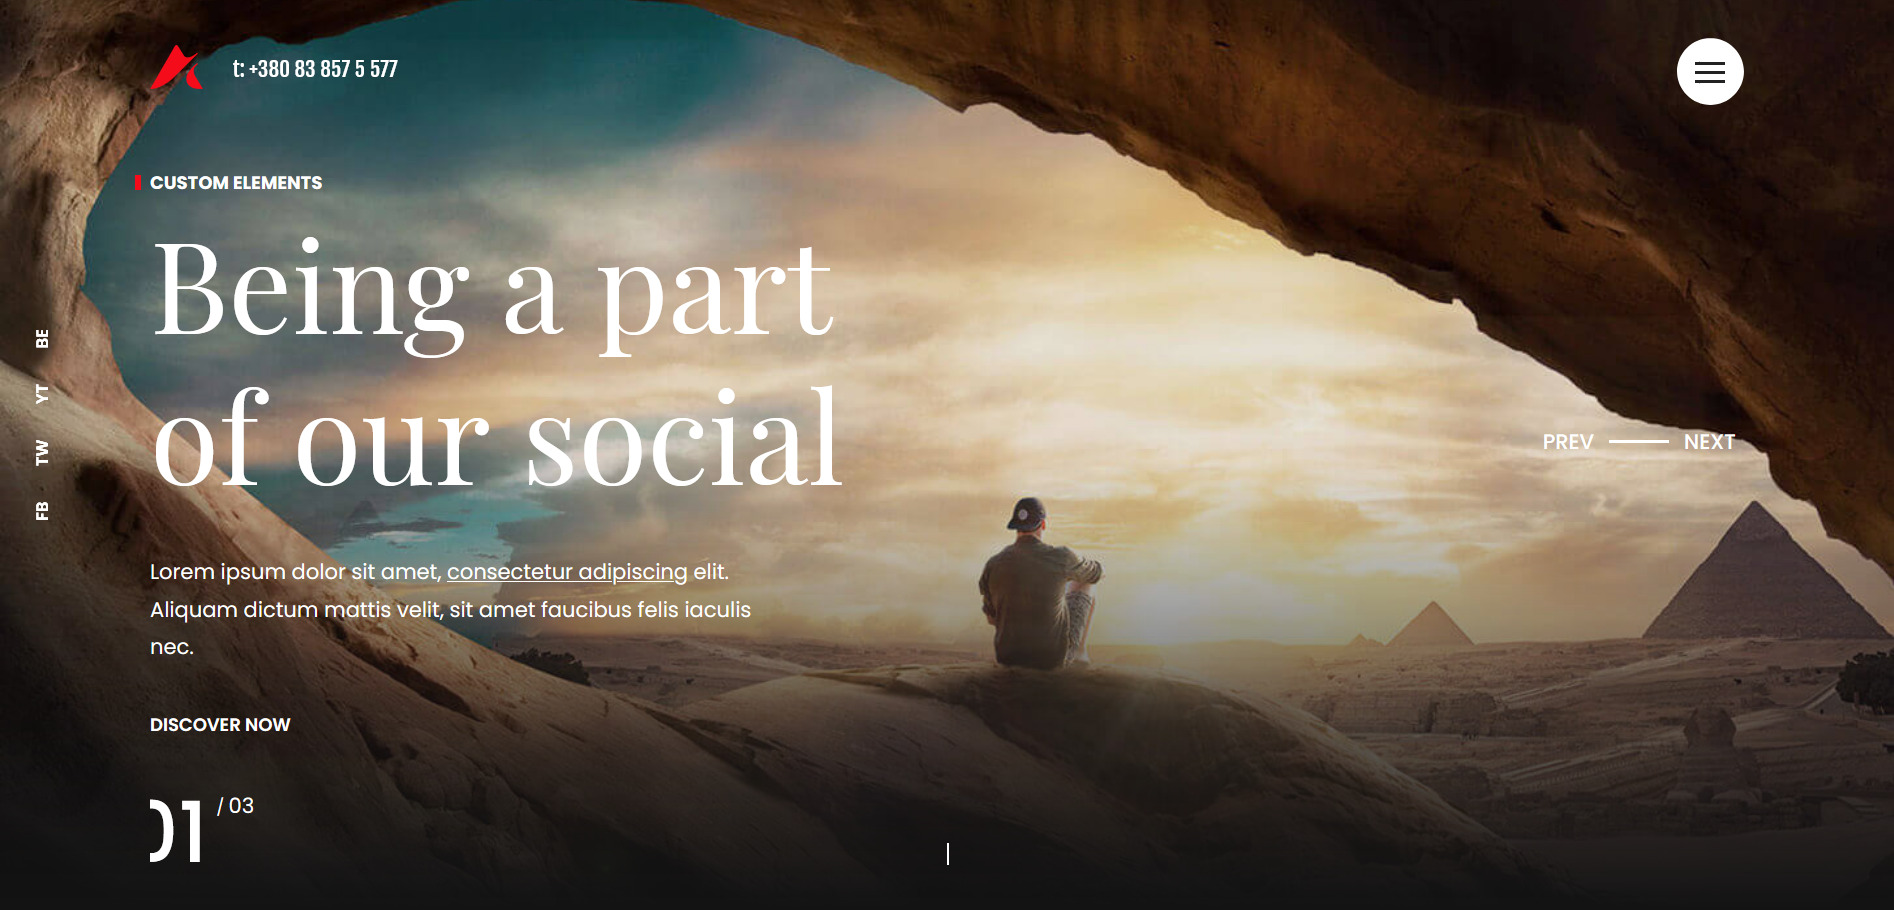 t: +380 83 857 5 577
CUSTOM ELEMENTS
Being a part
of our social
BE
YT
TW
FB
PREV
NEXT
Lorem ipsum dolor sit amet, consectetur adipiscing elit.
Aliquam dictum mattis velit, sit amet faucibus felis iaculis
nec.
DISCOVER NOW
01 / 03